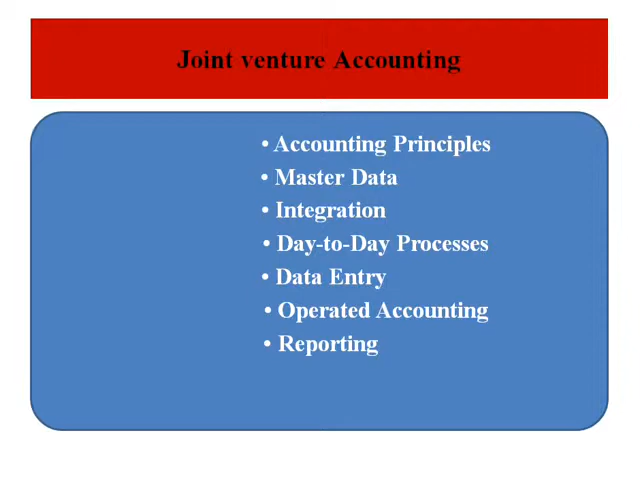 Joint venture Accounting
• Accounting Principles
• Master Data
• Integration
• Day-to-Day Processes
• Data Entry
• Operated Accounting
• Reporting